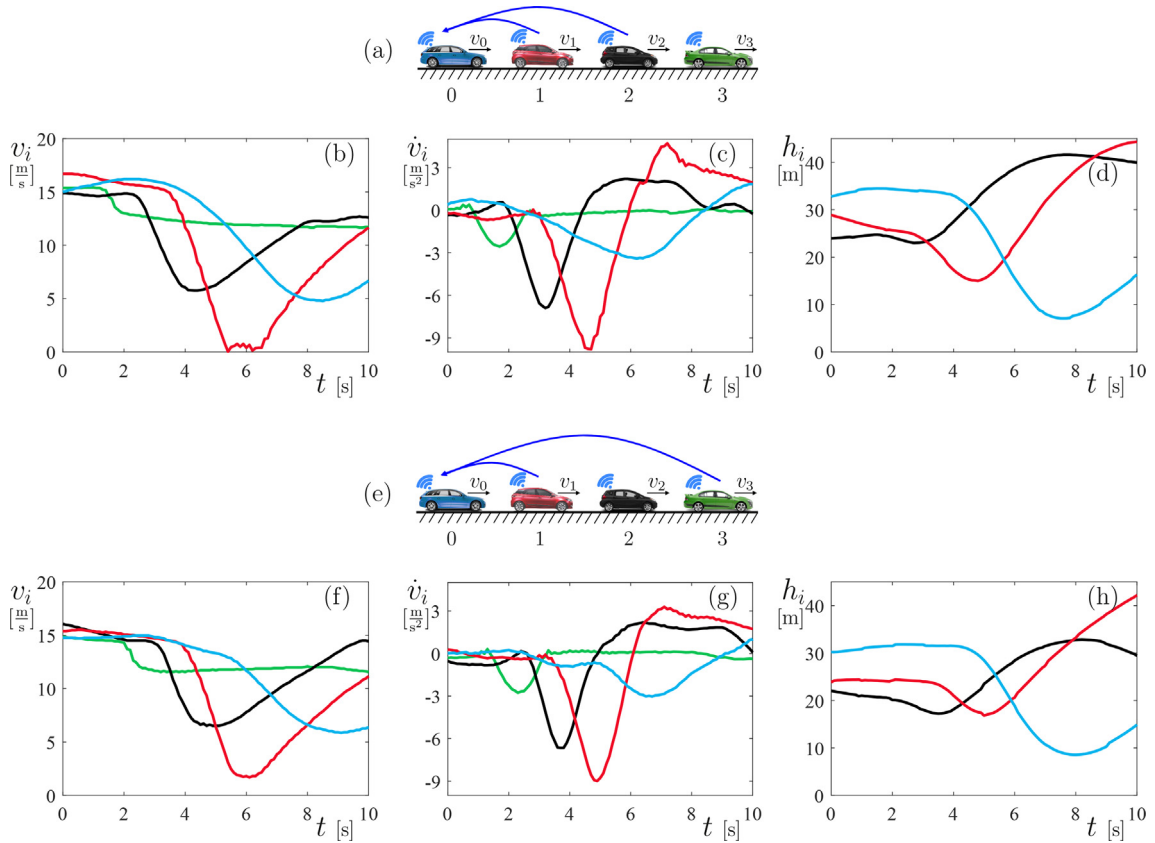 (a)
v₀ v₁ v₂ v₃
0 1 2 3
(b)
vᵢ
[m/s]
20
15
10
5
0
0 2 4 6 8 10
t [s]
(c)
v̇ᵢ
[m/s²]
3
0
-3
-6
-9
0 2 4 6 8 10
t [s]
(d)
hᵢ
[m]
40
30
20
10
0
0 2 4 6 8 10
t [s]
(e)
v₀ v₁ v₂ v₃
0 1 2 3
(f)
vᵢ
[m/s]
20
15
10
5
0
0 2 4 6 8 10
t [s]
(g)
v̇ᵢ
[m/s²]
3
0
-3
-6
-9
0 2 4 6 8 10
t [s]
(h)
hᵢ
[m]
40
30
20
10
0
0 2 4 6 8 10
t [s]